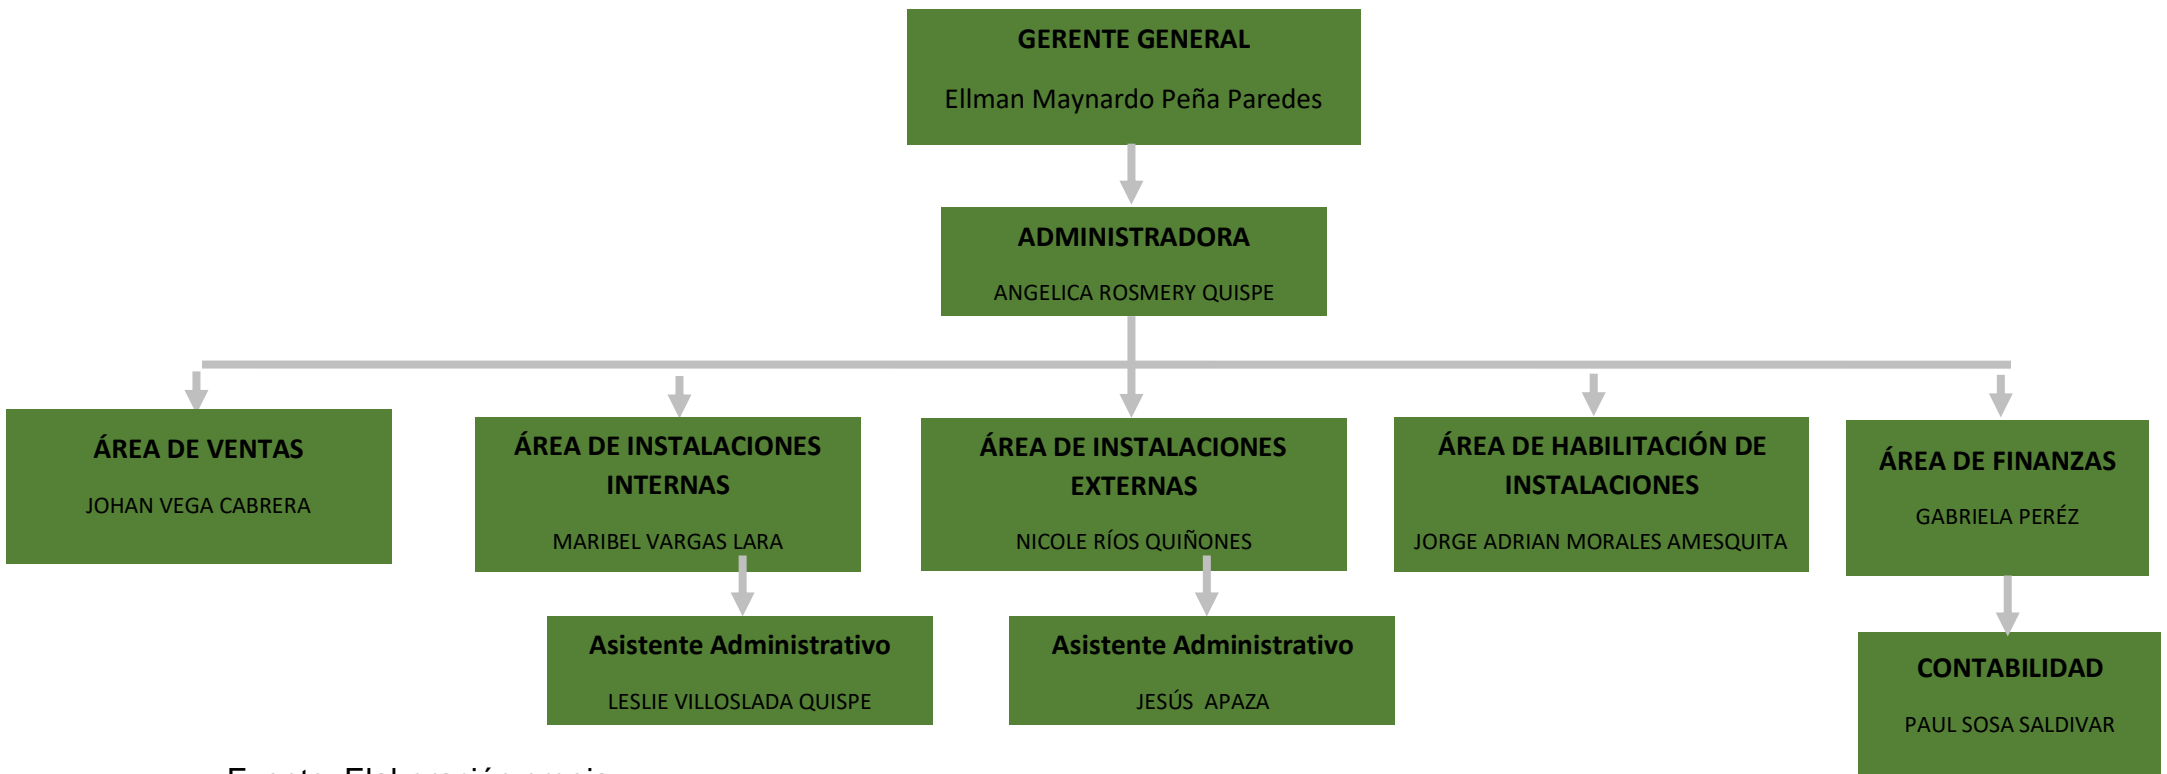 GERENTE GENERAL
Ellman Maynardo Peña Paredes
ADMINISTRADORA
ANGELICA ROSMERY QUISPE
ÁREA DE VENTAS
JOHAN VEGA CABRERA
ÁREA DE INSTALACIONES
INTERNAS
MARIBEL VARGAS LARA
ÁREA DE INSTALACIONES
EXTERNAS
NICOLE RÍOS QUIÑONES
ÁREA DE HABILITACIÓN DE
INSTALACIONES
JORGE ADRIAN MORALES AMESQUITA
ÁREA DE FINANZAS
GABRIELA PERÉZ
Asistente Administrativo
LESLIE VILLOSLADA QUISPE
Asistente Administrativo
JESÚS APAZA
CONTABILIDAD
PAUL SOSA SALDIVAR
Fuente: Elaboración propia